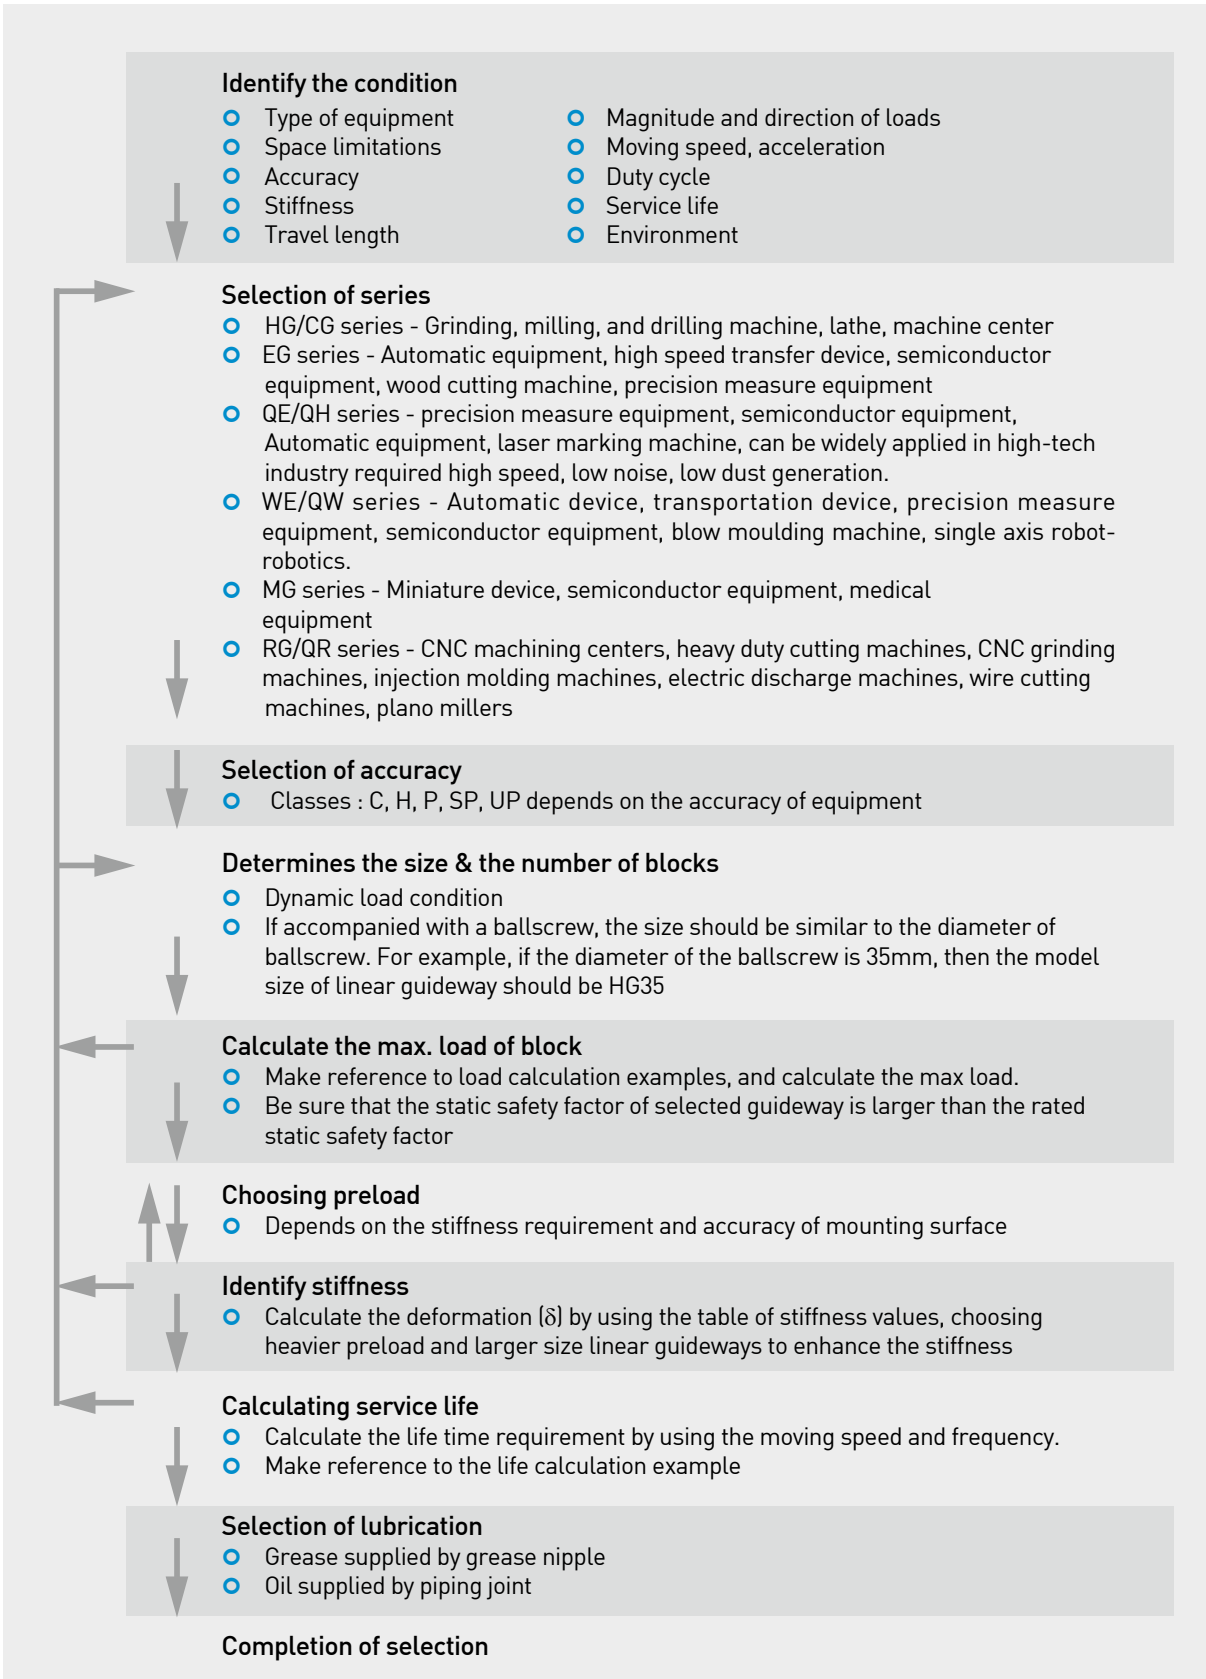 Identify the condition
Type of equipment
Space limitations
Accuracy
Stiffness
Travel length
Magnitude and direction of loads
Moving speed, acceleration
Duty cycle
Service life
Environment
Selection of series
HG/CG series - Grinding, milling, and drilling machine, lathe, machine center
EG series - Automatic equipment, high speed transfer device, semiconductor
equipment, wood cutting machine, precision measure equipment
QE/QH series - precision measure equipment, semiconductor equipment,
Automatic equipment, laser marking machine, can be widely applied in high-tech
industry required high speed, low noise, low dust generation.
WE/QW series - Automatic device, transportation device, precision measure
equipment, semiconductor equipment, blow moulding machine, single axis robot-
robotics.
MG series - Miniature device, semiconductor equipment, medical
equipment
RG/QR series - CNC machining centers, heavy duty cutting machines, CNC grinding
machines, injection molding machines, electric discharge machines, wire cutting
machines, plano millers
Selection of accuracy
Classes : C, H, P, SP, UP depends on the accuracy of equipment
Determines the size & the number of blocks
Dynamic load condition
If accompanied with a ballscrew, the size should be similar to the diameter of
ballscrew. For example, if the diameter of the ballscrew is 35mm, then the model
size of linear guideway should be HG35
Calculate the max. load of block
Make reference to load calculation examples, and calculate the max load.
Be sure that the static safety factor of selected guideway is larger than the rated
static safety factor
Choosing preload
Depends on the stiffness requirement and accuracy of mounting surface
Identify stiffness
Calculate the deformation (δ) by using the table of stiffness values, choosing
heavier preload and larger size linear guideways to enhance the stiffness
Calculating service life
Calculate the life time requirement by using the moving speed and frequency.
Make reference to the life calculation example
Selection of lubrication
Grease supplied by grease nipple
Oil supplied by piping joint
Completion of selection